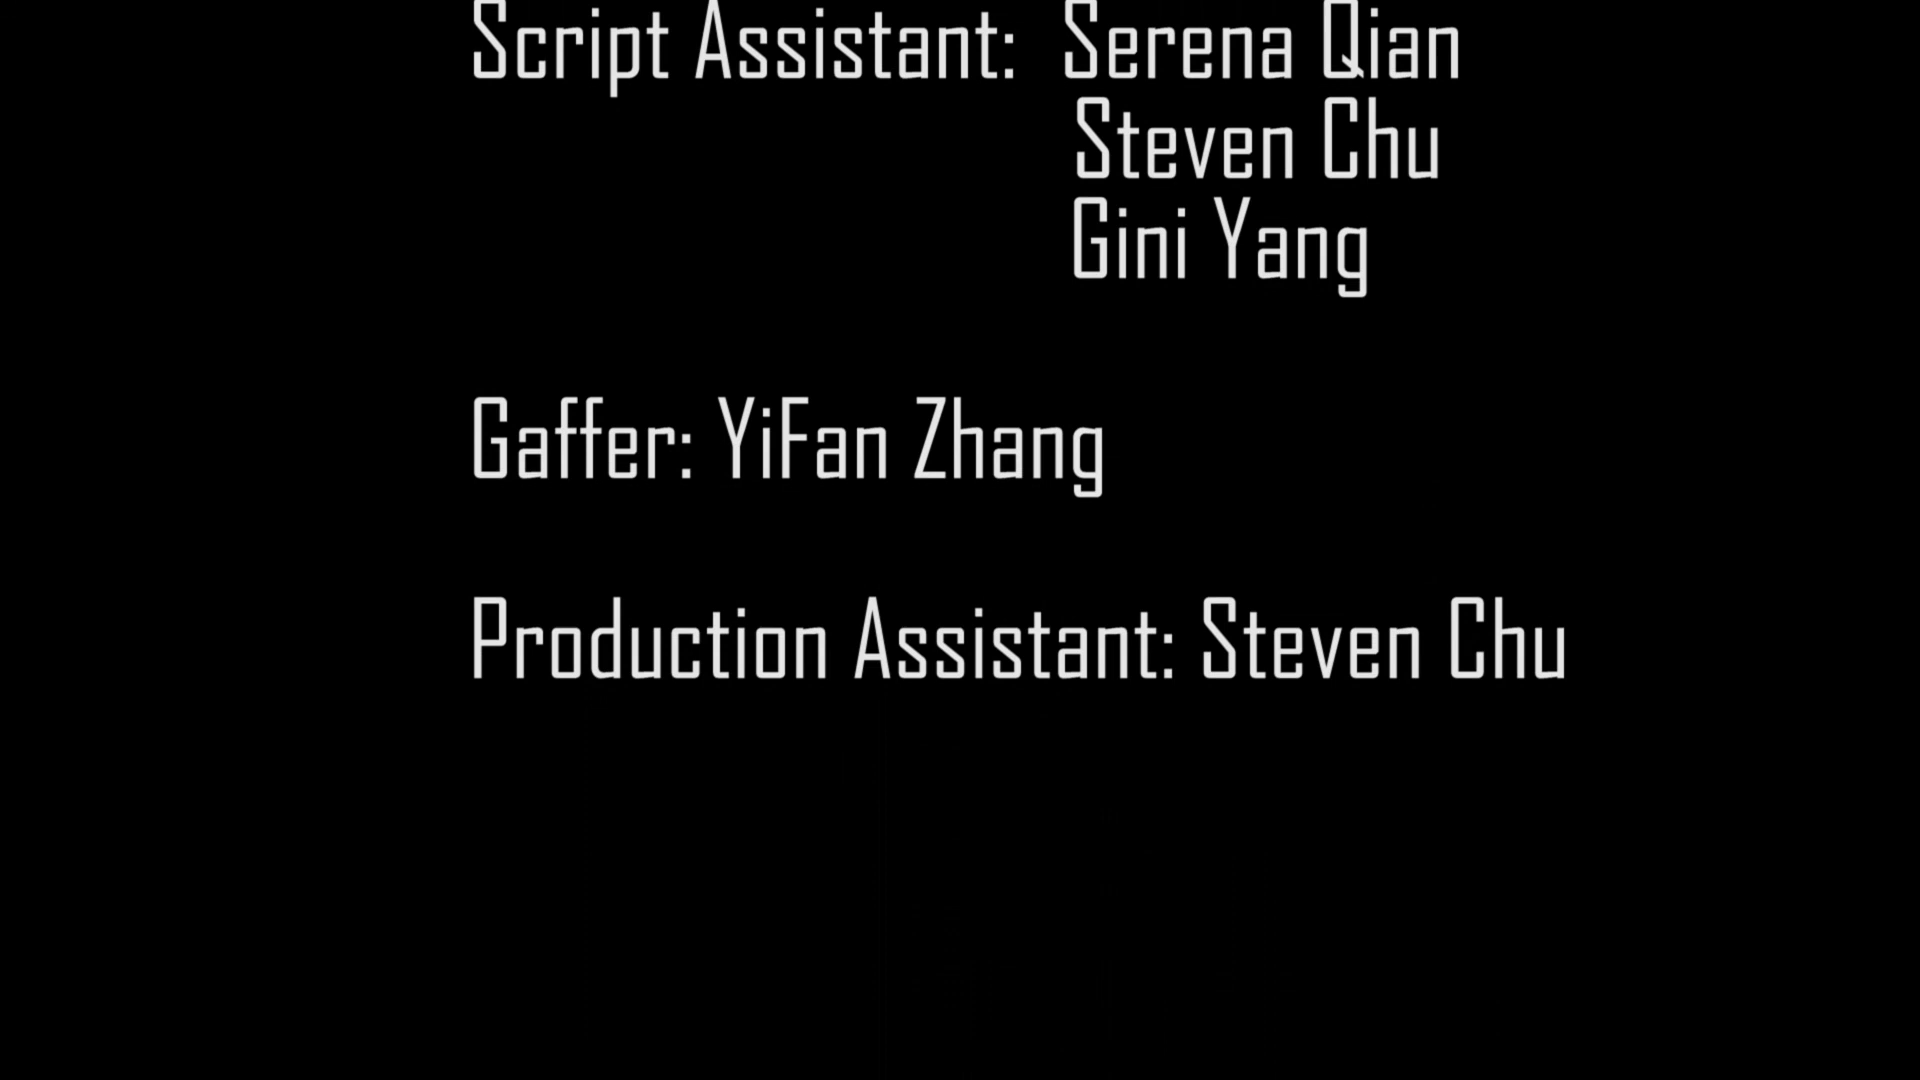 Script Assistant: Serena Qian
Steven Chu
Gini Yang
Gaffer: YiFan Zhang
Production Assistant: Steven Chu